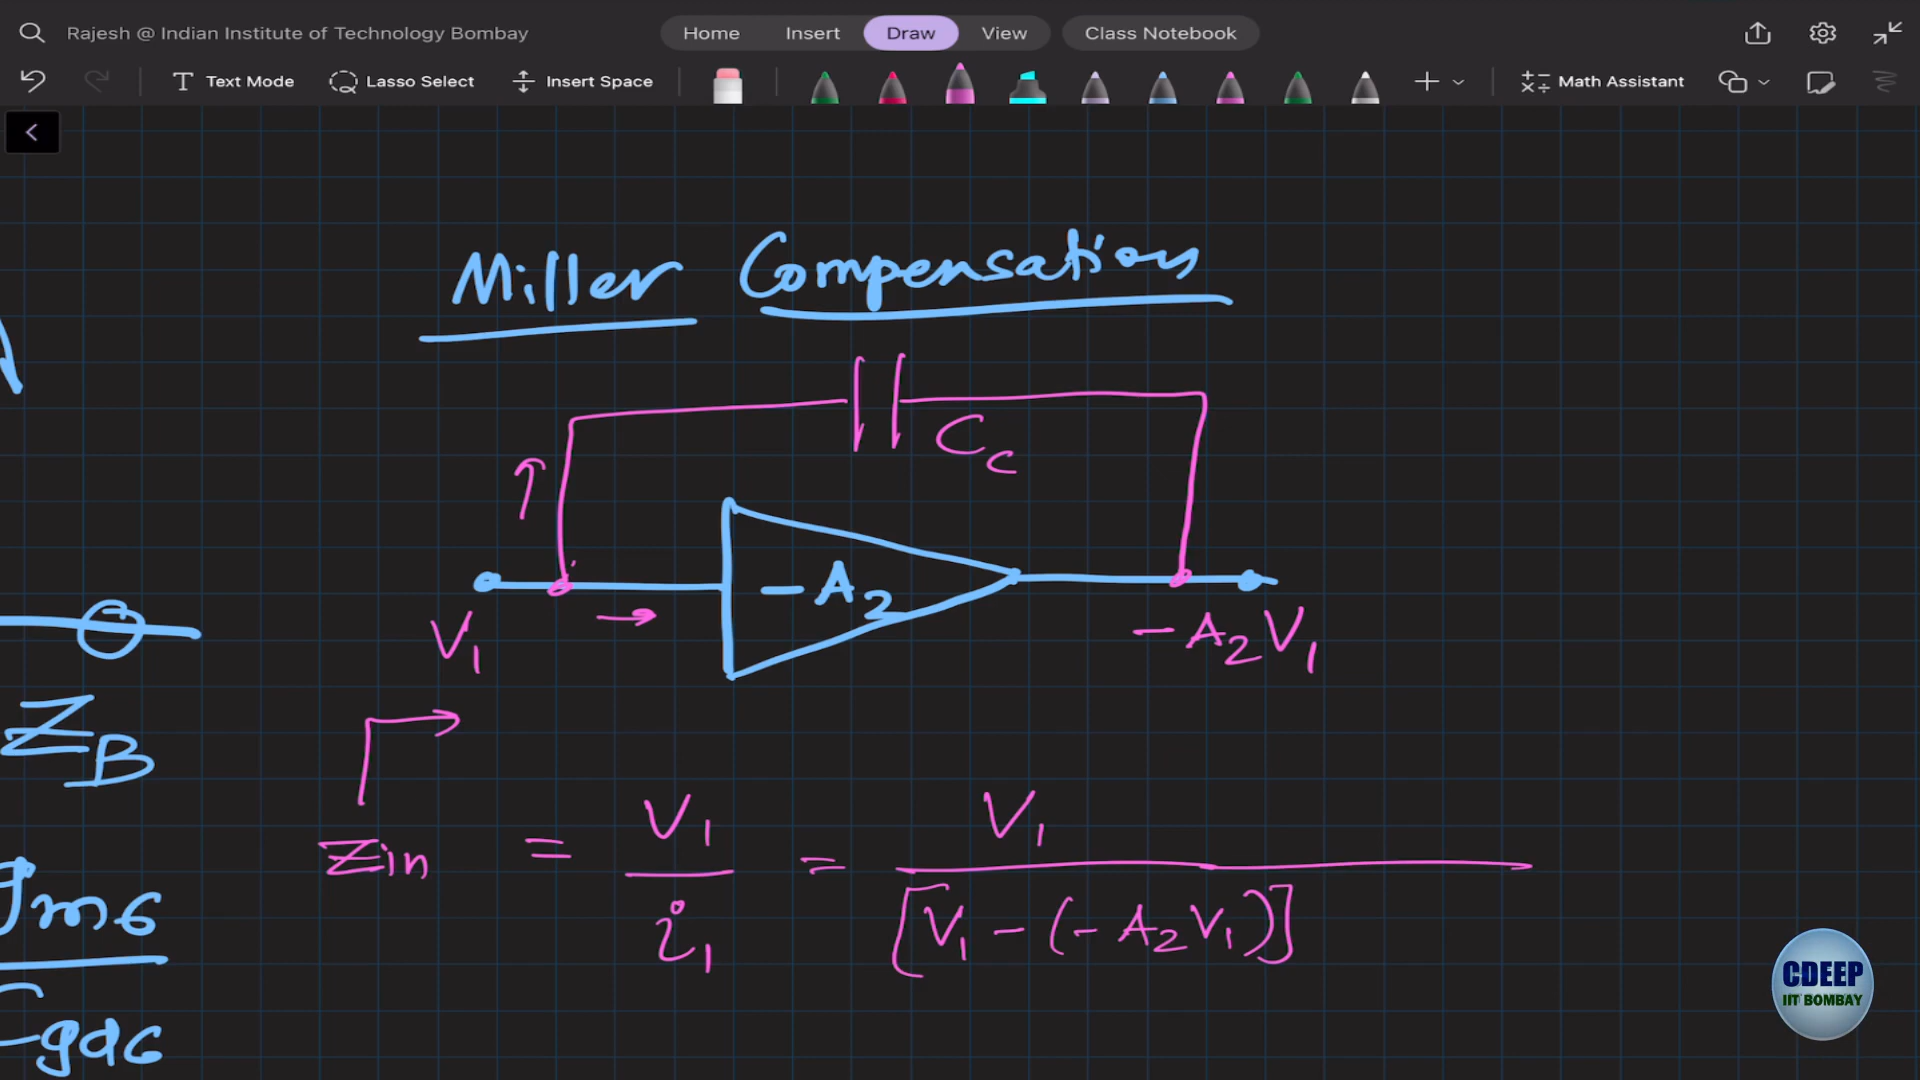 Rajesh @ Indian Institute of Technology Bombay Home Insert Draw View Class Notebook
Text Mode Lasso Select Insert Space Math Assistant
Miller Compensation
Cc
-A2
V1
-A2V1
ZB
Zin = V1 / i1 = V1 / [V1 - (-A2V1)]
gm6
gd6
CDEEP
IIT BOMBAY